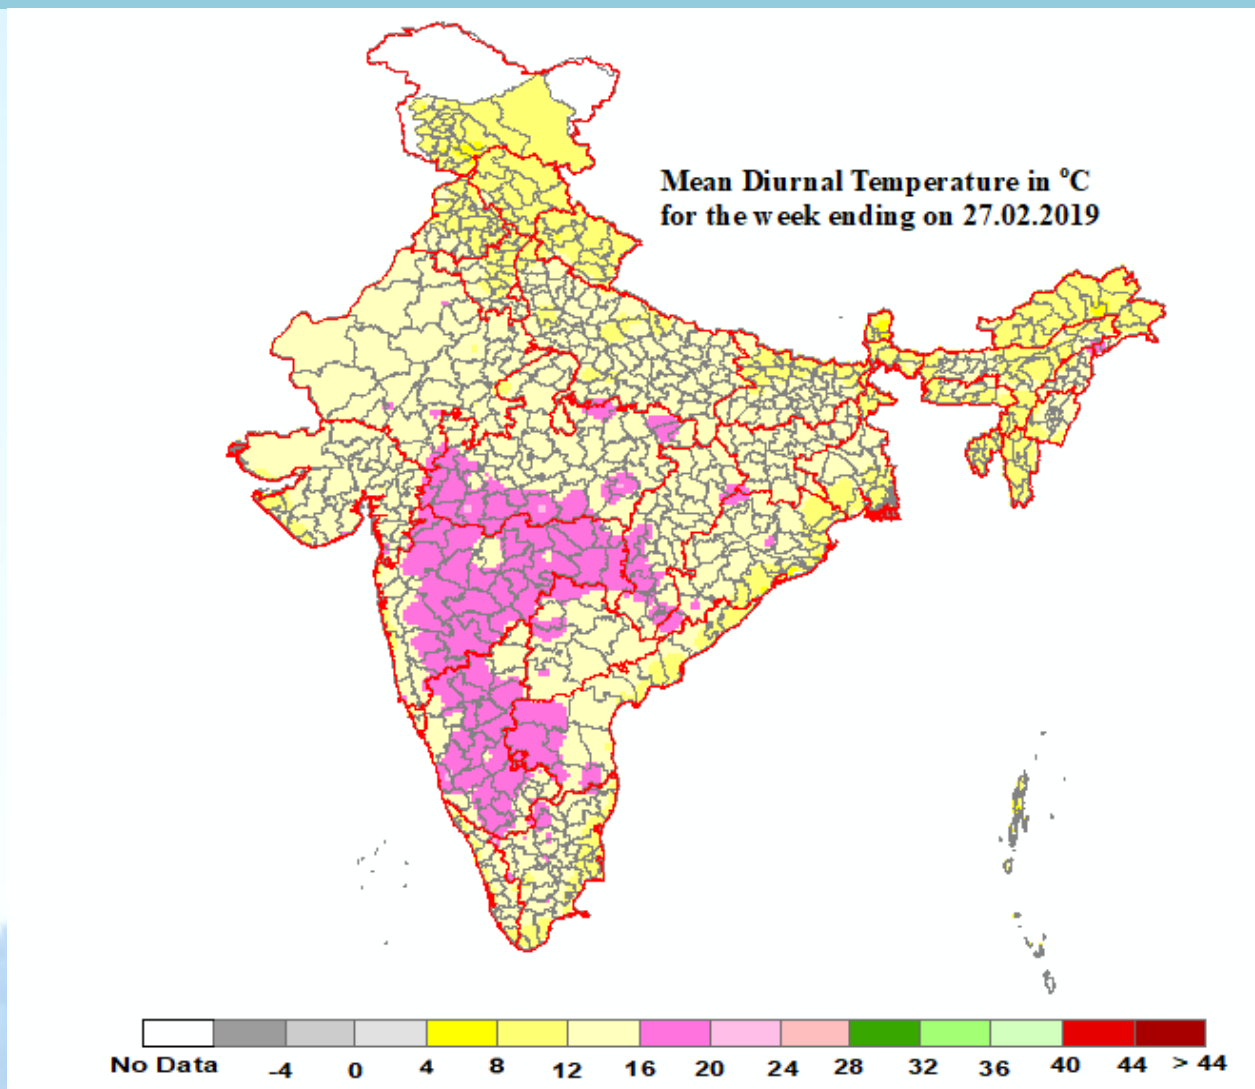 Mean Diurnal Temperature in °C
for the week ending on 27.02.2019
No Data -4 0 4 8 12 16 20 24 28 32 36 40 44 > 44